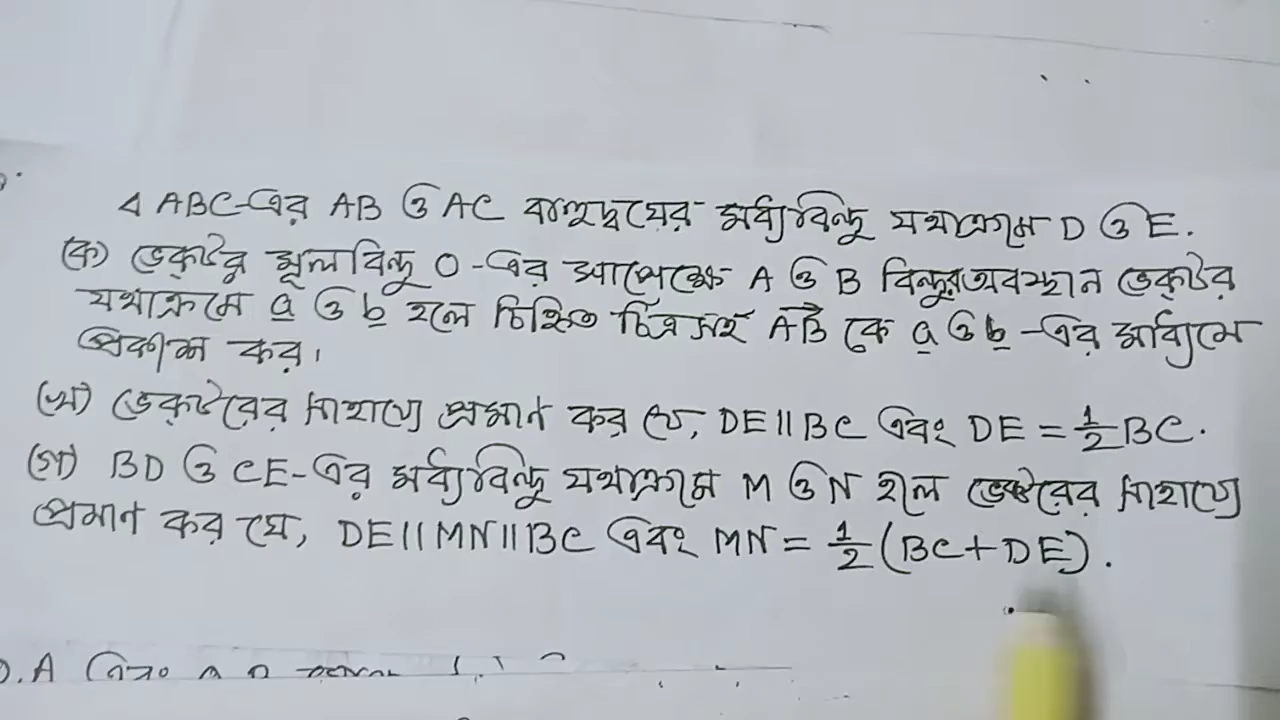 △ ABC-এর AB ও AC বাহুদ্বয়ের মধ্যবিন্দু যথাক্রমে D ও E.
(ক) ভেক্টর মূলবিন্দু O-এর সাপেক্ষে A ও B বিন্দুর অবস্থান ভেক্টর
যথাক্রমে a̲ ও b̲ হলে চিহ্নিত চিত্রসহ A⃗B⃗ কে a̲ ও b̲ -এর মাধ্যমে
প্রকাশ কর।
(খ) ভেক্টরের সাহায্যে প্রমাণ কর যে, DE || BC এবং DE = 1/2 BC.
(গ) BD ও CE-এর মধ্যবিন্দু যথাক্রমে M ও N হলে ভেক্টরের সাহায্যে
প্রমাণ কর যে, DE || MN || BC এবং MN = 1/2 (BC + DE).